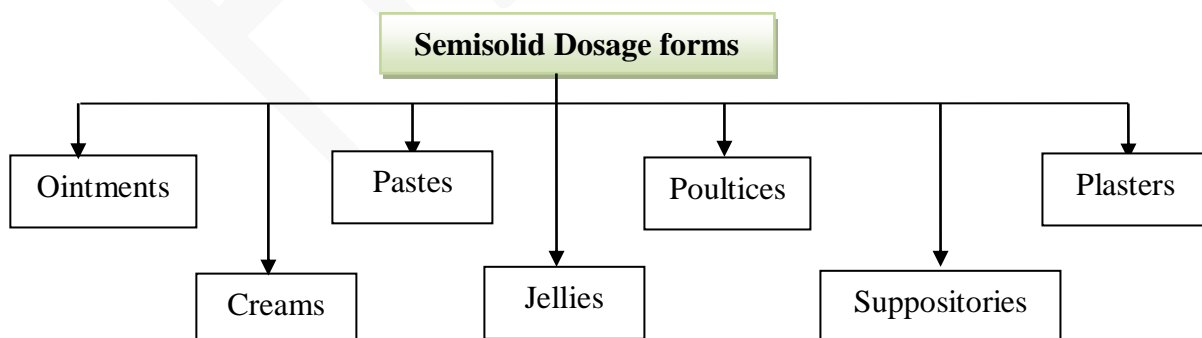 Semisolid Dosage forms
Ointments
Pastes
Poultices
Plasters
Creams
Jellies
Suppositories